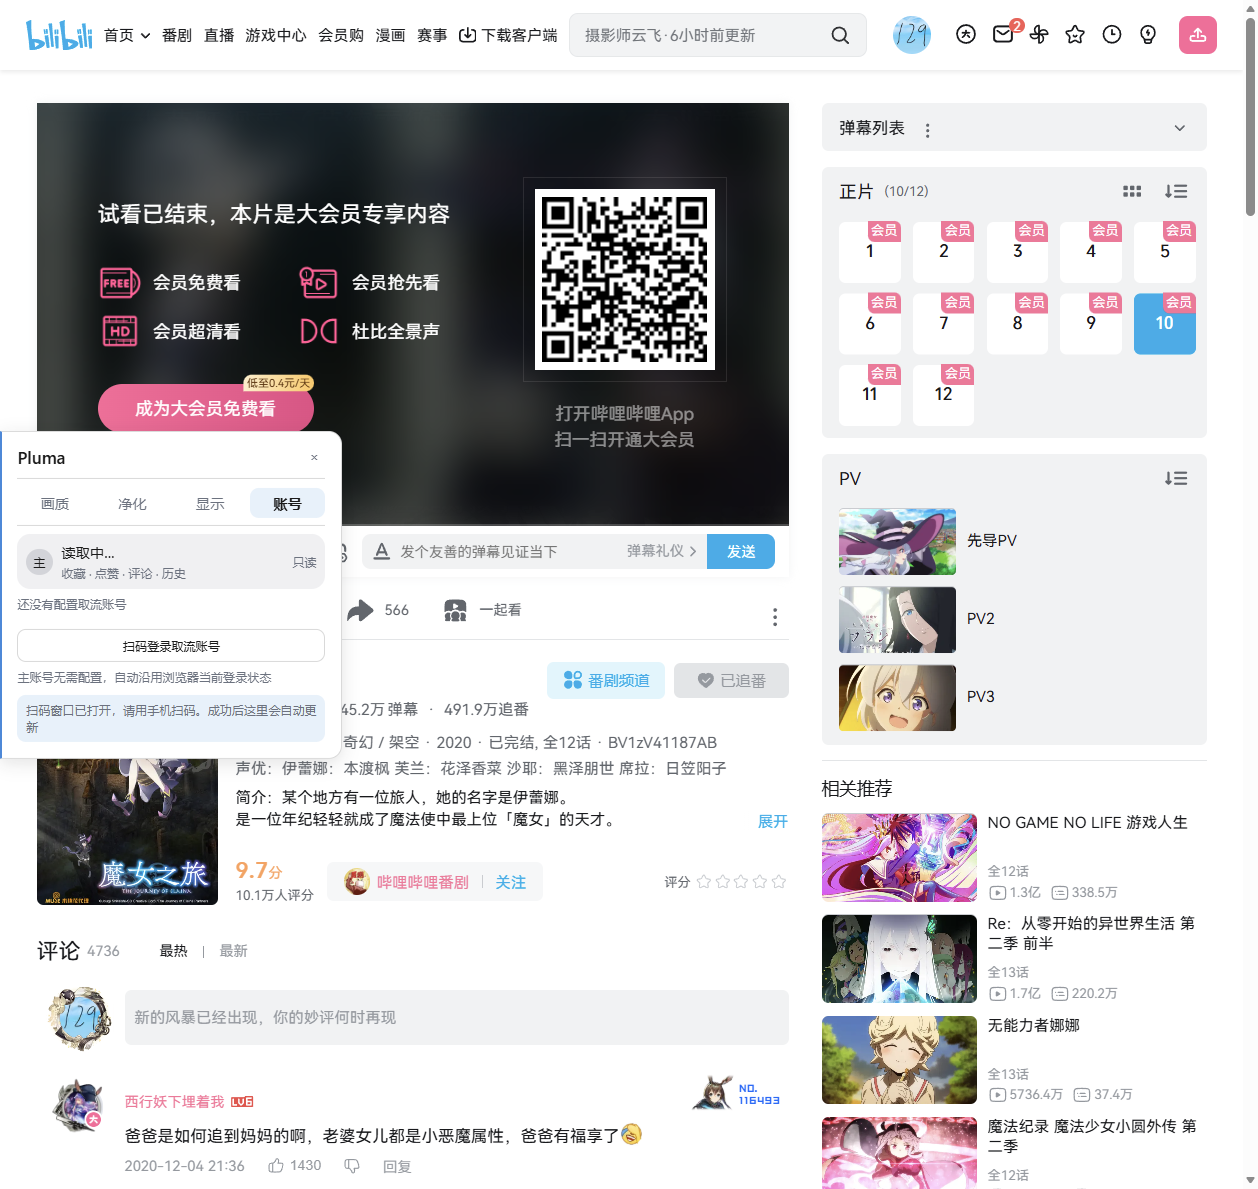 bilibili
首页
番剧
直播
游戏中心
会员购
漫画
赛事
下载客户端
摄影师云飞·6小时前更新
129
2
试看已结束，本片是大会员专享内容
FREE 会员免费看
会员抢先看
HD 会员超清看
杜比全景声
低至0.4元/天
成为大会员免费看
打开哔哩哔哩App
扫一扫开通大会员
Pluma
×
画质
净化
显示
账号
主
读取中...
收藏·点赞·评论·历史
只读
还没有配置取流账号
扫码登录取流账号
主账号无需配置，自动沿用浏览器当前登录状态
扫码窗口已打开，请用手机扫码。成功后这里会自动更
新
A 发个友善的弹幕见证当下
弹幕礼仪
发送
566
一起看
番剧频道
已追番
45.2万 弹幕 · 491.9万追番
奇幻 / 架空 · 2020 · 已完结, 全12话 · BV1zV41187AB
声优：伊蕾娜：本渡枫 芙兰：花泽香菜 沙耶：黑泽朋世 席拉：日笠阳子
简介：某个地方有一位旅人，她的名字是伊蕾娜。
是一位年纪轻轻就成了魔法使中最上位「魔女」的天才。
展开
魔女之旅
THE JOURNEY OF ELAINA
9.7分
10.1万人评分
哔哩哔哩番剧
关注
评分
评论 4736
最热 | 最新
129
新的风暴已经出现，你的妙评何时再现
西行妖下埋着我 LV6
NO.
116493
爸爸是如何追到妈妈的啊，老婆女儿都是小恶魔属性，爸爸有福享了
2020-12-04 21:36
1430
回复
弹幕列表
正片 (10/12)
会员 1
会员 2
会员 3
会员 4
会员 5
会员 6
会员 7
会员 8
会员 9
会员 10
会员 11
会员 12
PV
先导PV
PV2
PV3
相关推荐
NO GAME NO LIFE 游戏人生
全12话
1.3亿 338.5万
Re：从零开始的异世界生活 第
二季 前半
全13话
1.7亿 220.2万
无能力者娜娜
全13话
5736.4万 37.4万
魔法纪录 魔法少女小圆外传 第
二季
全12话